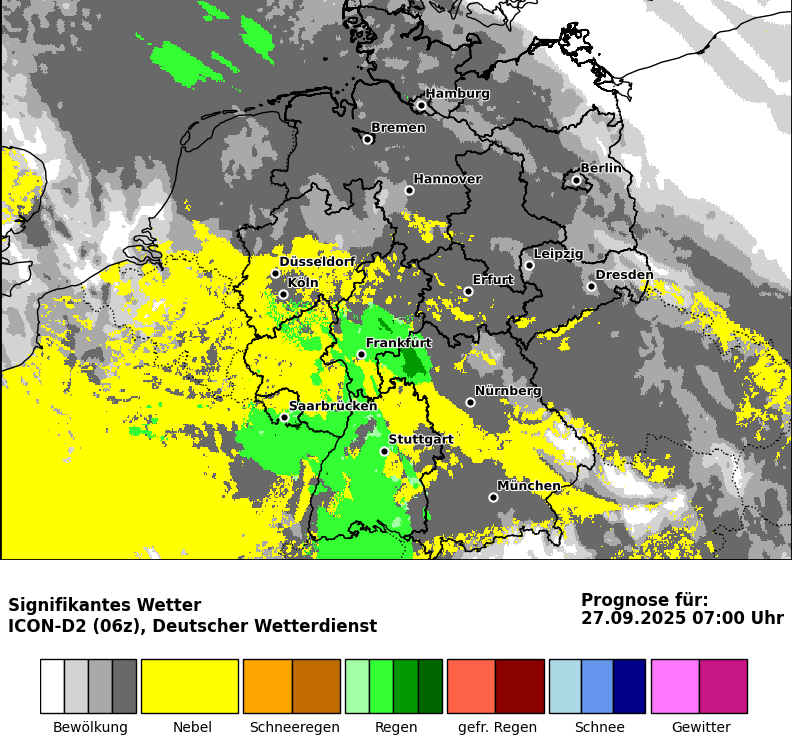 Hamburg
Bremen
Berlin
Hannover
Leipzig
Düsseldorf
Dresden
Köln
Erfurt
Frankfurt
Nürnberg
Saarbrücken
Stuttgart
München
Signifikantes Wetter
ICON-D2 (06z), Deutscher Wetterdienst
Prognose für:
27.09.2025 07:00 Uhr
Bewölkung Nebel Schneeregen Regen gefr. Regen Schnee Gewitter